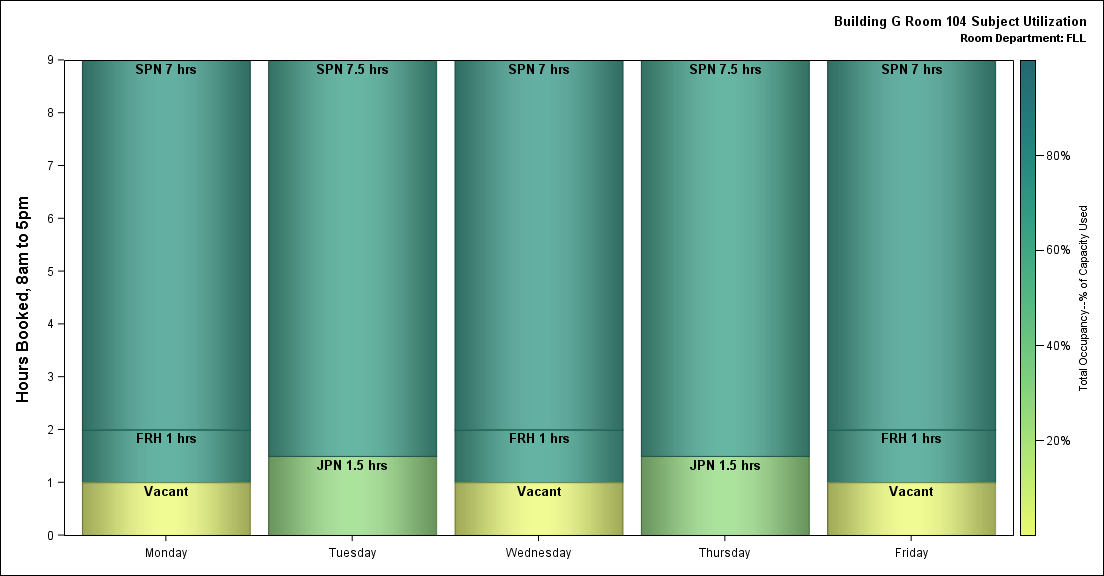 Building G Room 104 Subject Utilization
Room Department: FLL
Hours Booked, 8am to 5pm
9
8
7
6
5
4
3
2
1
0
SPN 7 hrs
FRH 1 hrs
Vacant
SPN 7.5 hrs
JPN 1.5 hrs
SPN 7 hrs
FRH 1 hrs
Vacant
SPN 7.5 hrs
JPN 1.5 hrs
SPN 7 hrs
FRH 1 hrs
Vacant
Monday
Tuesday
Wednesday
Thursday
Friday
80%
60%
40%
20%
Total Occupancy--% of Capacity Used